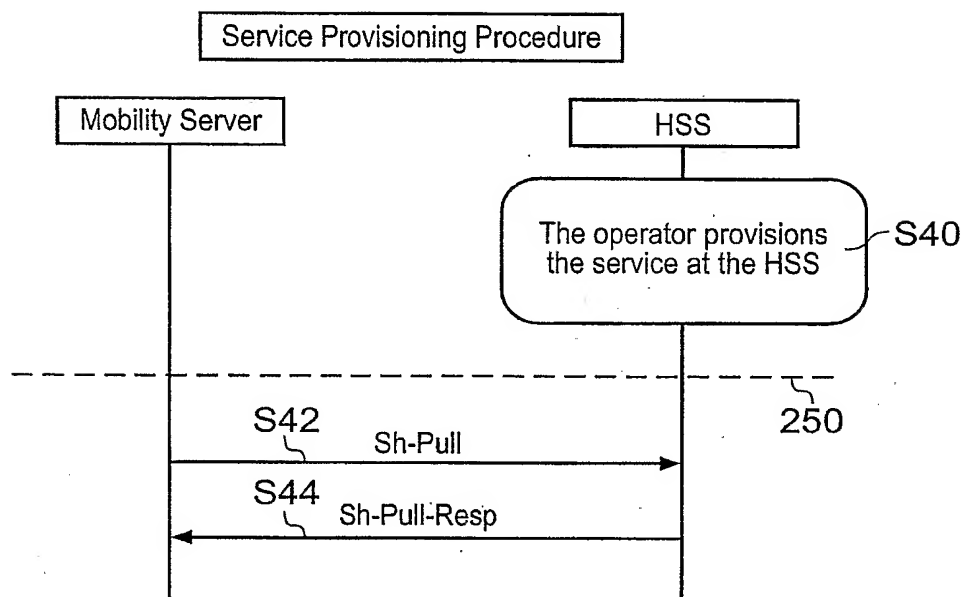 Service Provisioning Procedure
Mobility Server
HSS
The operator provisions
the service at the HSS
S40
250
S42
Sh-Pull
S44
Sh-Pull-Resp